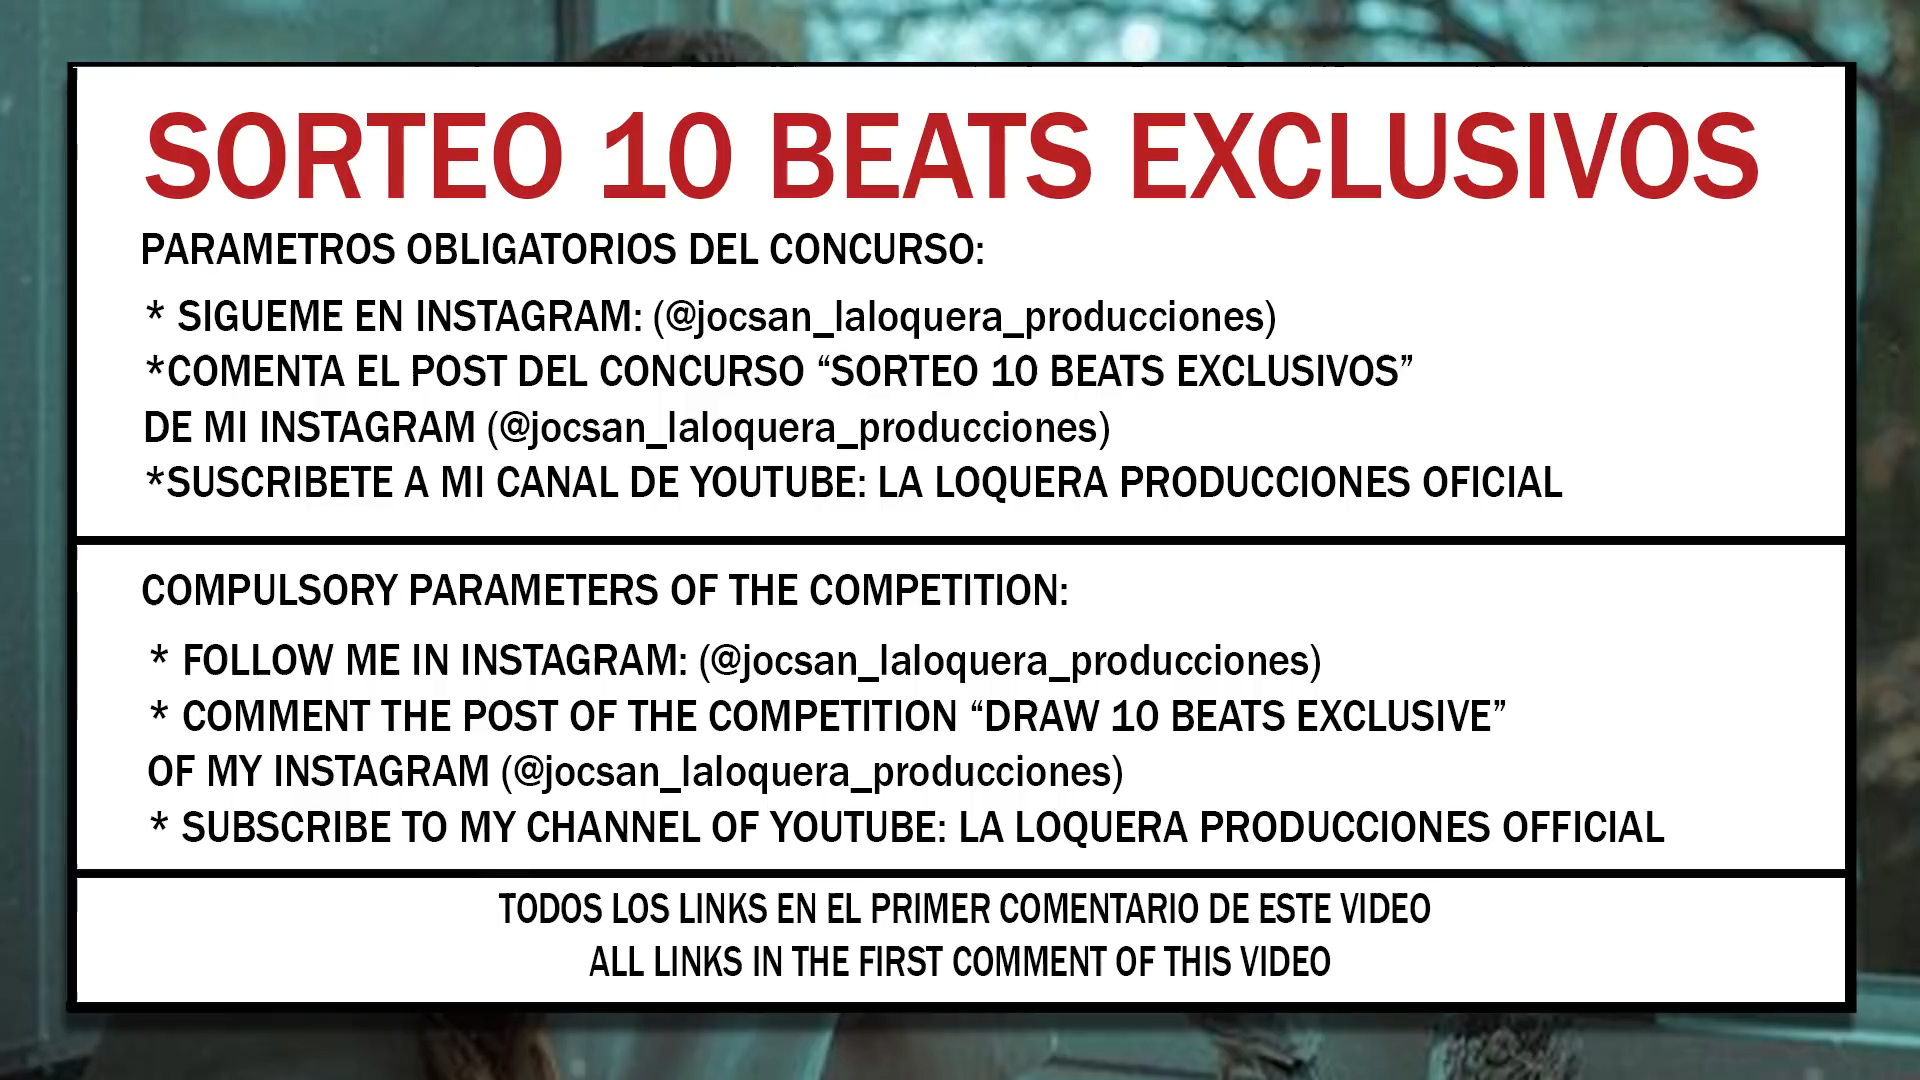 SORTEO 10 BEATS EXCLUSIVOS
PARAMETROS OBLIGATORIOS DEL CONCURSO:
* SIGUEME EN INSTAGRAM: (@jocsan_laloquera_producciones)
*COMENTA EL POST DEL CONCURSO “SORTEO 10 BEATS EXCLUSIVOS”
DE MI INSTAGRAM (@jocsan_laloquera_producciones)
*SUSCRIBETE A MI CANAL DE YOUTUBE: LA LOQUERA PRODUCCIONES OFICIAL
COMPULSORY PARAMETERS OF THE COMPETITION:
* FOLLOW ME IN INSTAGRAM: (@jocsan_laloquera_producciones)
* COMMENT THE POST OF THE COMPETITION “DRAW 10 BEATS EXCLUSIVE”
OF MY INSTAGRAM (@jocsan_laloquera_producciones)
* SUBSCRIBE TO MY CHANNEL OF YOUTUBE: LA LOQUERA PRODUCCIONES OFFICIAL
TODOS LOS LINKS EN EL PRIMER COMENTARIO DE ESTE VIDEO
ALL LINKS IN THE FIRST COMMENT OF THIS VIDEO